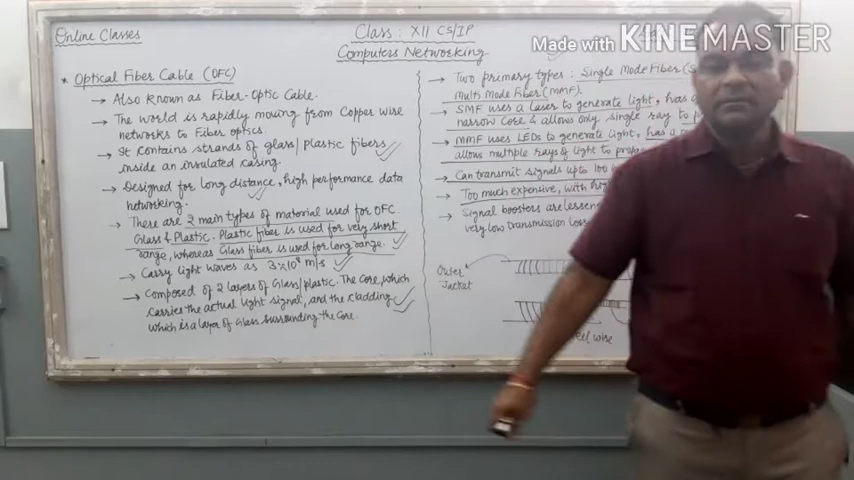 Online Classes
Class : XII CS/IP
Computers Networking
Made with KINEMASTER
* Optical Fiber Cable (OFC)
→ Also known as Fiber-Optic Cable.
→ The world is rapidly moving from Copper wire
networks to Fiber optics.
→ It contains strands of glass/plastic fibers
inside an insulated casing.
→ Designed for long distance, high performance data
networking.
→ There are 2 main types of material used for OFC
Glass & Plastic. Plastic fiber is used for very short
range, whereas Glass fiber is used for long range.
→ Carry light waves as 3×10⁸ m/s
→ Composed of 2 layers of Glass/plastic. The Core, which
carries the actual light signal, and the Cladding
which is a layer of Glass surrounding the Core.
→ Two primary types : Single Mode Fiber
Multi Mode Fiber (MMF).
→ SMF uses a laser to generate light, has
narrow Core & allows only single ray to
→ MMF uses LEDs to generate light, has a
allows multiple rays of light to
→ Can transmit signals upto 100
→ Too much expensive, with
→ Signal boosters are
very low transmission
Outer
Jacket
wire